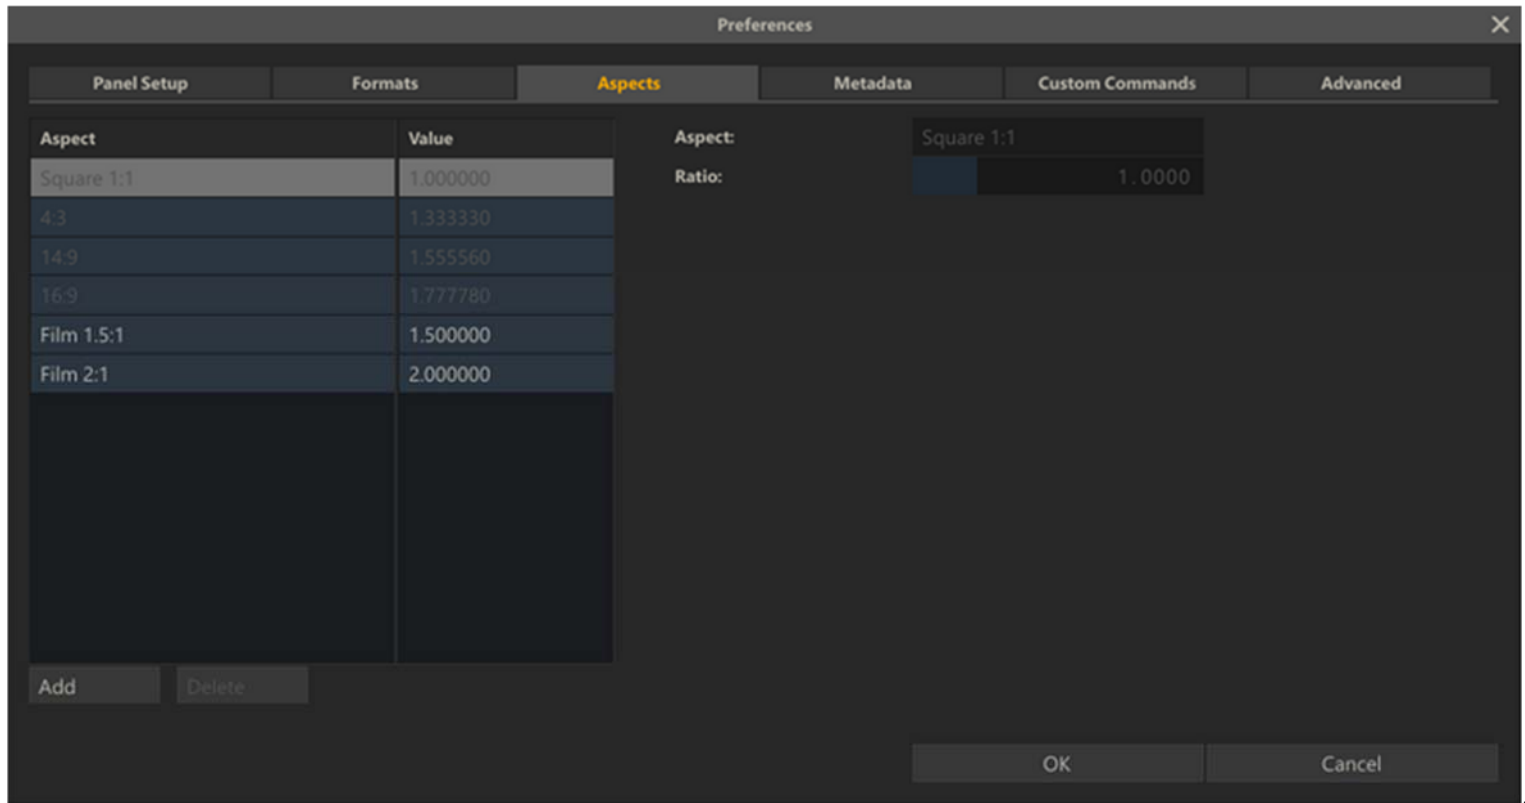 Preferences
Panel Setup Formats Aspects Metadata Custom Commands Advanced
Aspect Value Aspect: Square 1:1
Square 1:1 1.000000 Ratio: 1.0000
4:3 1.333330
14:9 1.555560
16:9 1.777780
Film 1.5:1 1.500000
Film 2:1 2.000000
Add Delete
OK Cancel